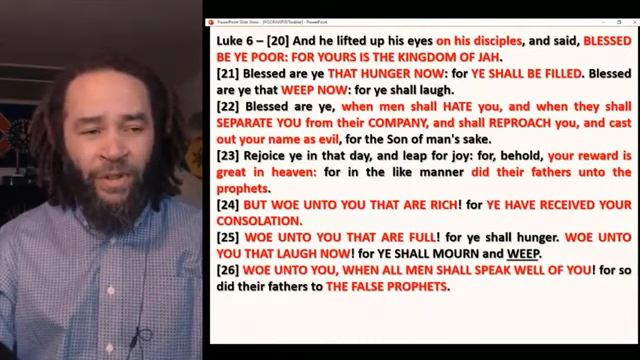 PowerPoint Slide Show - [POORASPIR/Toolbar]
Luke 6 – [20] And he lifted up his eyes on his disciples, and said, BLESSED
BE YE POOR: FOR YOURS IS THE KINGDOM OF JAH.
[21] Blessed are ye THAT HUNGER NOW: for YE SHALL BE FILLED. Blessed
are ye that WEEP NOW: for ye shall laugh.
[22] Blessed are ye, when men shall HATE you, and when they shall
SEPARATE YOU from their COMPANY, and shall REPROACH you, and cast
out your name as evil, for the Son of man's sake.
[23] Rejoice ye in that day, and leap for joy: for, behold, your reward is
great in heaven: for in the like manner did their fathers unto the
prophets.
[24] BUT WOE UNTO YOU THAT ARE RICH! for YE HAVE RECEIVED YOUR
CONSOLATION.
[25] WOE UNTO YOU THAT ARE FULL! for ye shall hunger. WOE UNTO
YOU THAT LAUGH NOW! for YE SHALL MOURN and WEEP.
[26] WOE UNTO YOU, WHEN ALL MEN SHALL SPEAK WELL OF YOU! for so
did their fathers to THE FALSE PROPHETS.